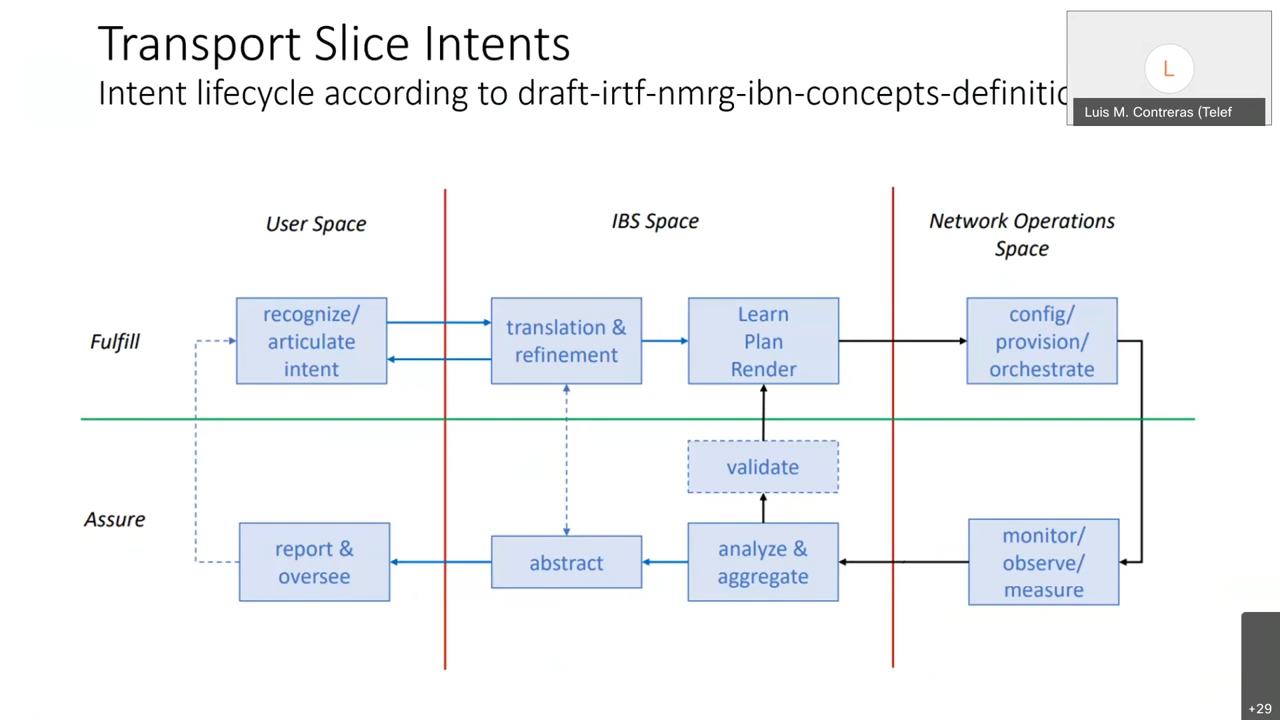 Transport Slice Intents
Intent lifecycle according to draft-irtf-nmrg-ibn-concepts-definitic
L
Luis M. Contreras (Telef
User Space
IBS Space
Network Operations
Space
Fulfill
recognize/
articulate
intent
translation &
refinement
Learn
Plan
Render
config/
provision/
orchestrate
validate
Assure
report &
oversee
abstract
analyze &
aggregate
monitor/
observe/
measure
+29